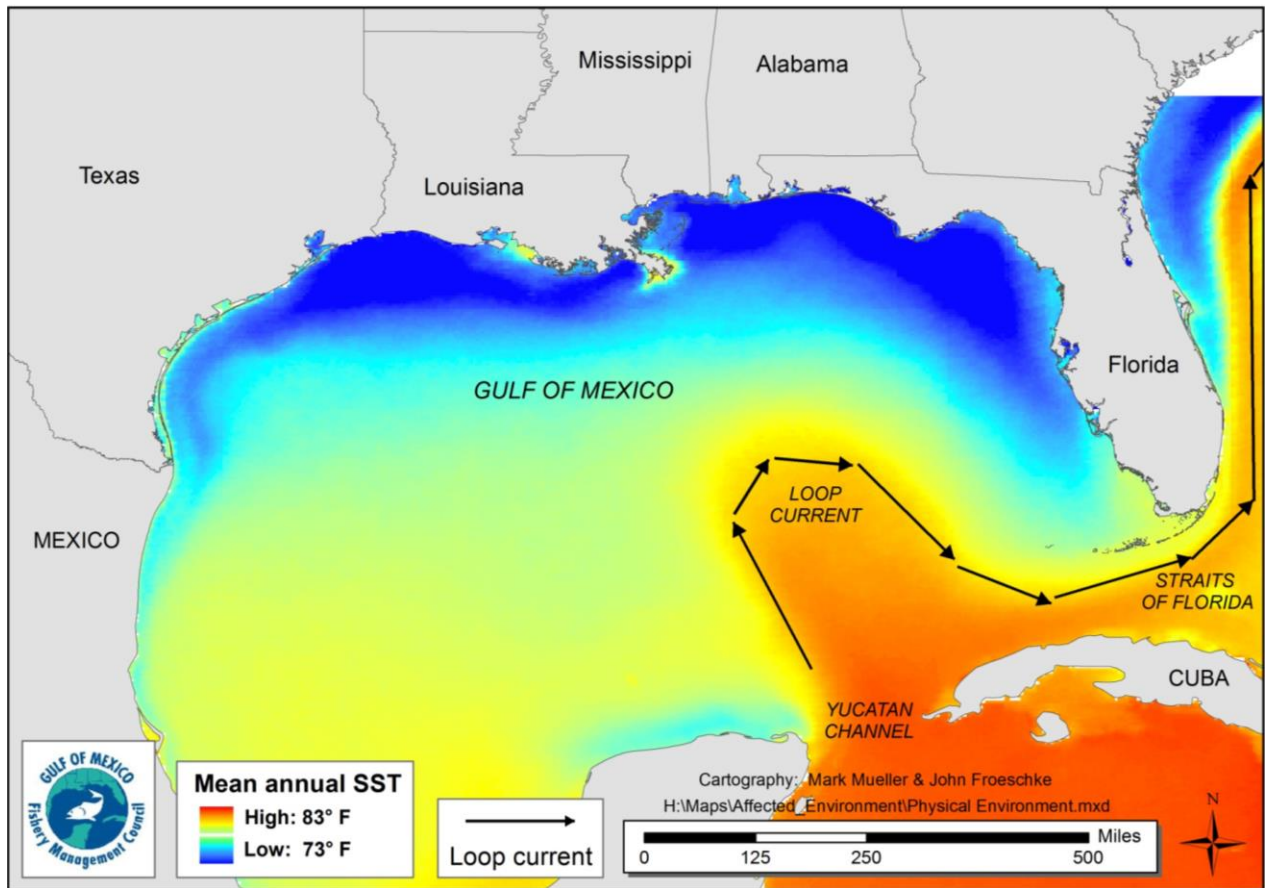 Mississippi
Alabama
Texas
Louisiana
GULF OF MEXICO
Florida
LOOP
CURRENT
MEXICO
STRAITS
OF FLORIDA
CUBA
YUCATAN
CHANNEL
GULF OF MEXICO
Fishery Management Council
Mean annual SST
High: 83° F
Low: 73° F
Loop current
Cartography: Mark Mueller & John Froeschke
H:\Maps\Affected_Environment\Physical Environment.mxd
Miles
0 125 250 500
N